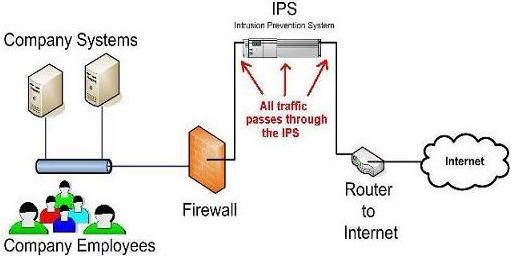 IPS
Intrusion Prevention System
Company Systems
All traffic
passes through
the IPS
Internet
Firewall
Router
to
Internet
Company Employees